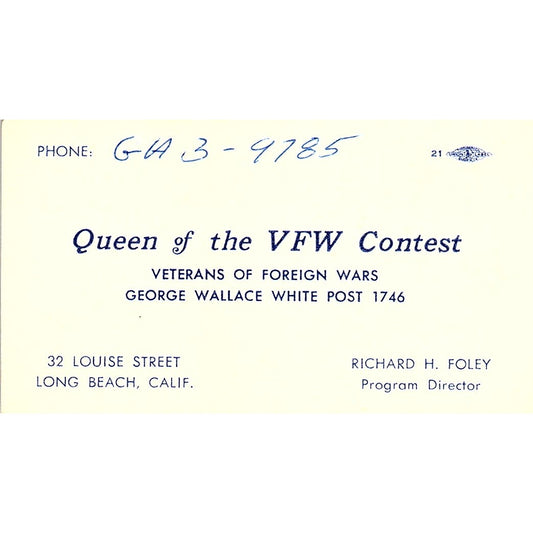 PHONE: GA 3-9785 21
Queen of the VFW Contest
VETERANS OF FOREIGN WARS
GEORGE WALLACE WHITE POST 1746
32 LOUISE STREET
LONG BEACH, CALIF.
RICHARD H. FOLEY
Program Director